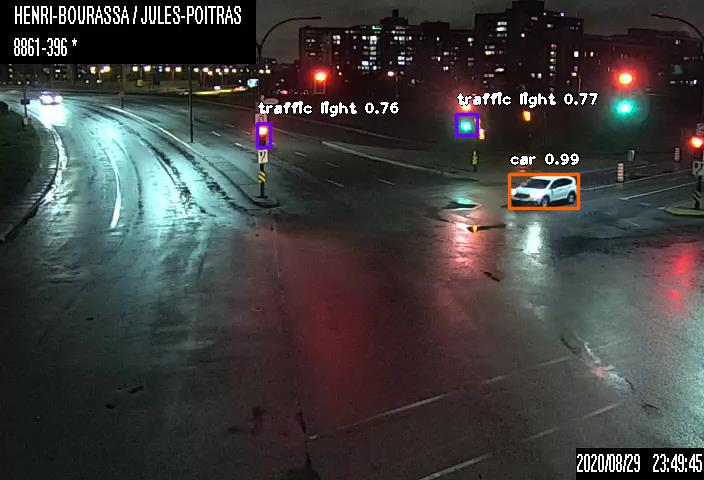 HENRI-BOURASSA / JULES-POITRAS
8861-396 *
traffic light 0.76
traffic light 0.77
car 0.99
2020/08/29 23:49:45